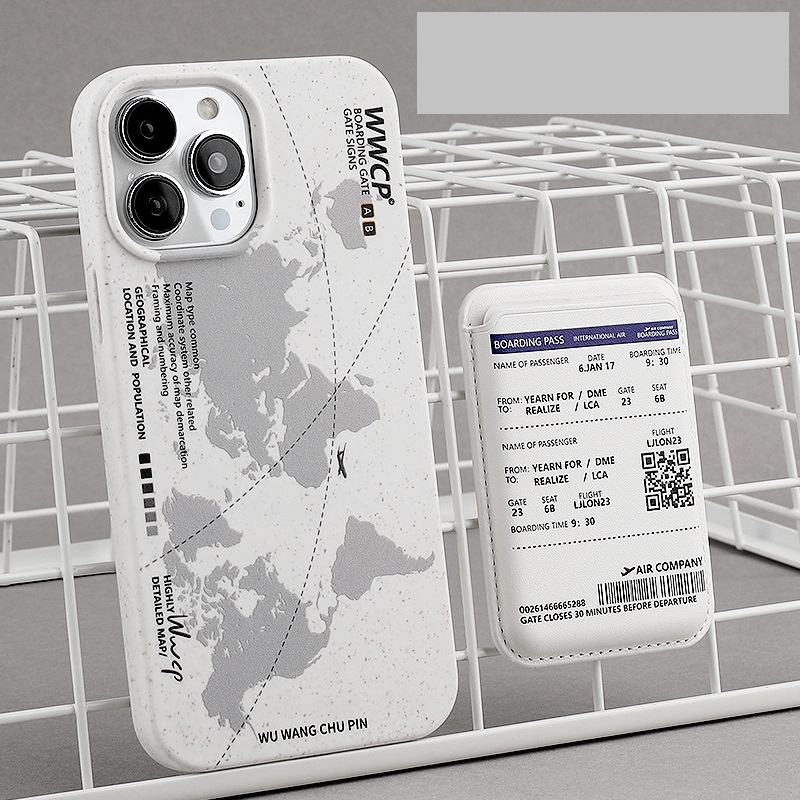 WWCP®
BOARDING GATE A B
GATE SIGNS
Map type common
Coordinate system other related
Maximum accuracy of map demarcation
Framing and numbering
GEOGRAPHICAL
LOCATION AND POPULATION
HIGHLY
DETAILED MAP/
Wwcp
WU WANG CHU PIN
BOARDING PASS INTERNATIONAL AIR AIR COMPANY
BOARDING PASS
NAME OF PASSENGER DATE BOARDING TIME
6.JAN 17 9: 30
FROM: YEARN FOR / DME GATE SEAT
TO: REALIZE / LCA 23 6B
NAME OF PASSENGER FLIGHT
LJLON23
FROM: YEARN FOR / DME
TO: REALIZE / LCA
GATE SEAT FLIGHT
23 6B LJLON23
BOARDING TIME 9: 30
AIR COMPANY
00261466665288
GATE CLOSES 30 MINUTES BEFORE DEPARTURE